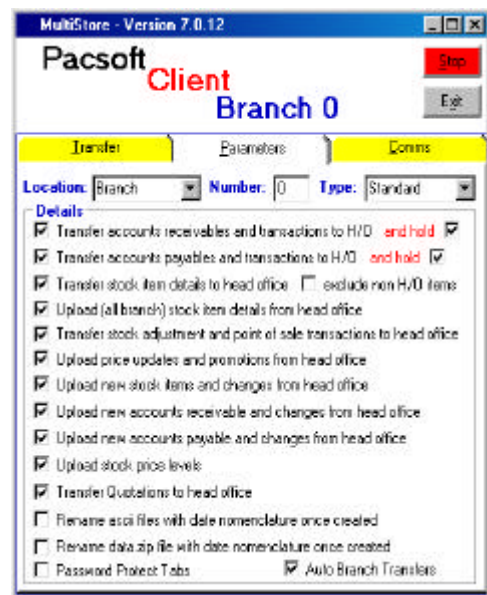 MultiStore - Version 7.0.12
Pacsoft
Client
Branch 0
Stop
Exit
Transfer Parameters Comms
Location: Branch Number: 0 Type: Standard
Details
Transfer accounts receivables and transactions to H/O and hold
Transfer accounts payables and transactions to H/O and hold
Transfer stock item details to head office exclude non H/O items
Upload (all branch) stock item details from head office
Transfer stock adjustment and point of sale transactions to head office
Upload price updates and promotions from head office
Upload new stock items and changes from head office
Upload new accounts receivable and changes from head office
Upload new accounts payable and changes from head office
Upload stock price levels
Transfer Quotations to head office
Rename ascii files with date nomenclature once created
Rename data.zip file with date nomenclature once created
Password Protect Tabs Auto Branch Transfers